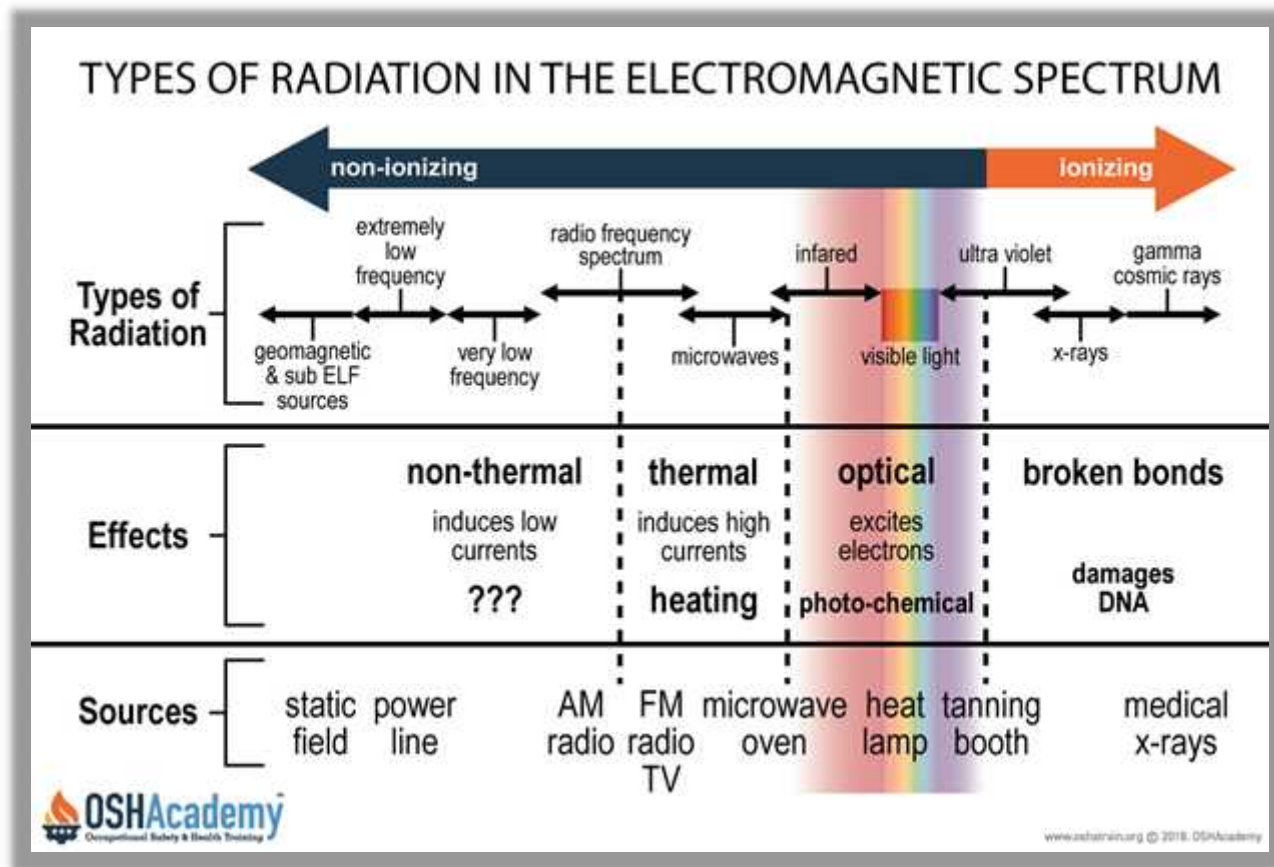 TYPES OF RADIATION IN THE ELECTROMAGNETIC SPECTRUM
non-ionizing
ionizing
Types of
Radiation
extremely
low
frequency
radio frequency
spectrum
infared
ultra violet
gamma
cosmic rays
geomagnetic
& sub ELF
sources
very low
frequency
microwaves
visible light
x-rays
Effects
non-thermal
induces low
currents
???
thermal
induces high
currents
heating
optical
excites
electrons
photo-chemical
broken bonds
damages
DNA
Sources
static
field
power
line
AM
radio
FM
radio
TV
microwave
oven
heat
lamp
tanning
booth
medical
x-rays
OSHAcademy
Occupational Safety & Health Training
www.oshatrain.org © 2018. OSHAcademy